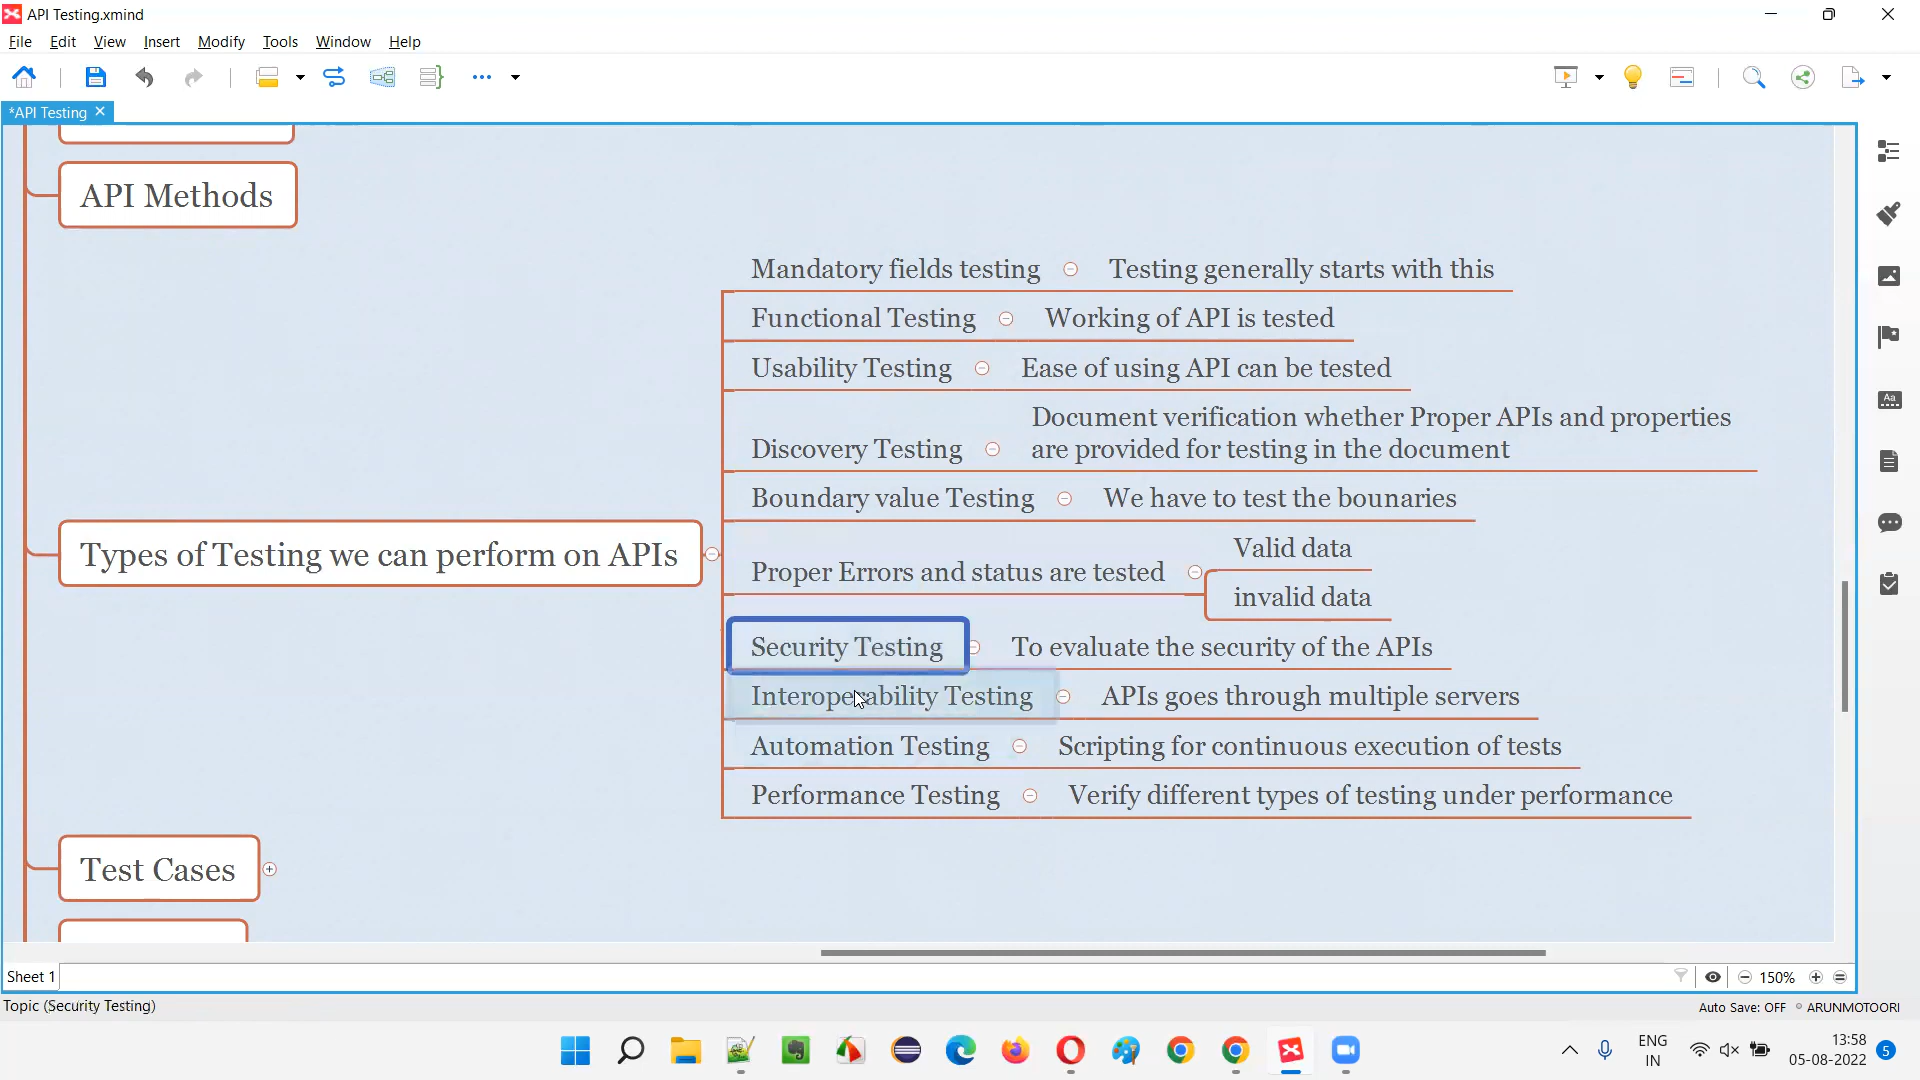 API Testing.xmind
File Edit View Insert Modify Tools Window Help
*API Testing
API Methods
Mandatory fields testing Testing generally starts with this
Functional Testing Working of API is tested
Usability Testing Ease of using API can be tested
Document verification whether Proper APIs and properties
Discovery Testing are provided for testing in the document
Boundary value Testing We have to test the bounaries
Types of Testing we can perform on APIs
Valid data
Proper Errors and status are tested
invalid data
Security Testing To evaluate the security of the APIs
Interoperability Testing APIs goes through multiple servers
Automation Testing Scripting for continuous execution of tests
Performance Testing Verify different types of testing under performance
Test Cases
Sheet 1
150%
Topic (Security Testing)
Auto Save: OFF ARUNMOTOORI
ENG
IN
13:58
05-08-2022
5
Aa